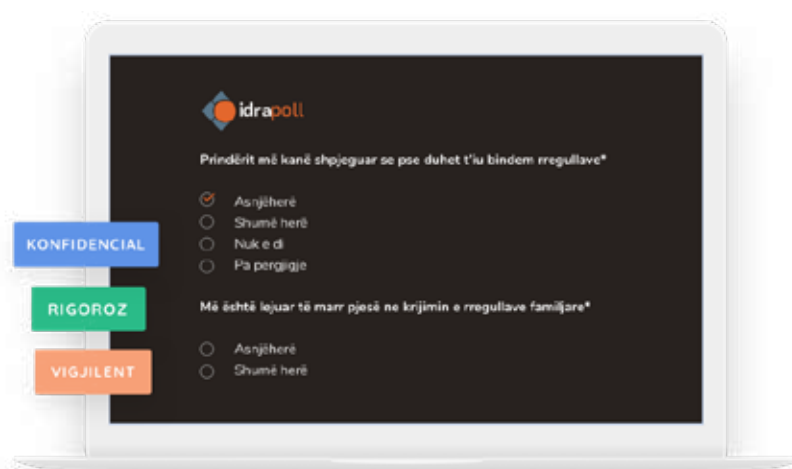 idrapoll
Prindërit më kanë shpjeguar se pse duhet t'iu bindem rregullave*
Asnjëherë
Shumë herë
Nuk e di
Pa pergjigje
KONFIDENCIAL
RIGOROZ
Më është lejuar të marr pjesë ne krijimin e rregullave familjare*
Asnjëherë
Shumë herë
VIGJILENT